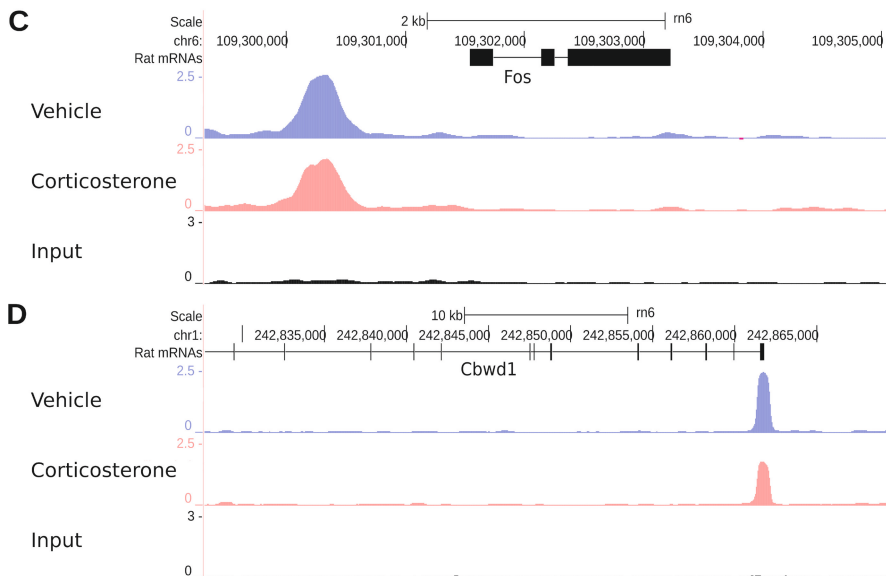 C
Scale 2 kb rn6
chr6: 109,300,000 109,301,000 109,302,000 109,303,000 109,304,000 109,305,000
Rat mRNAs
Fos
2.5 -
Vehicle
0 -
2.5 -
Corticosterone
0 -
3 -
Input
0 -
D
Scale 10 kb rn6
chr1: 242,835,000 242,840,000 242,845,000 242,850,000 242,855,000 242,860,000 242,865,000
Rat mRNAs
Cbwd1
2.5 -
Vehicle
0 -
2.5 -
Corticosterone
0 -
3 -
Input
0